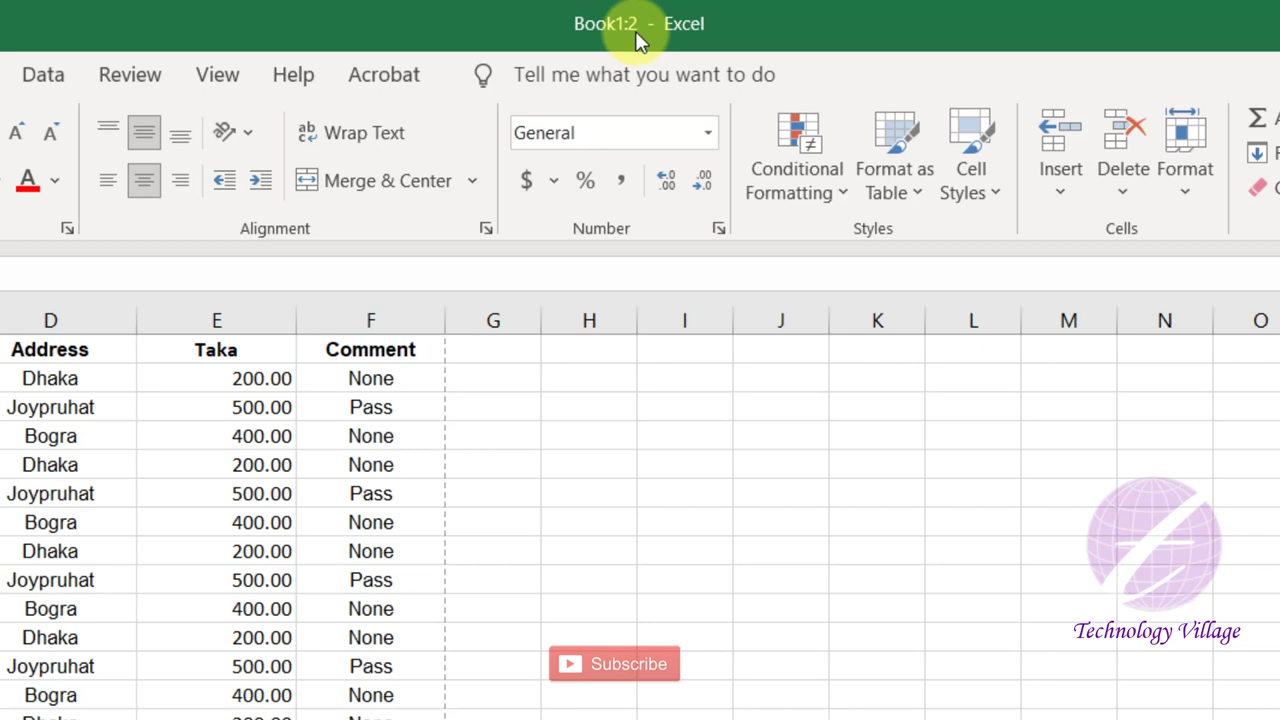 Book1:2 - Excel
Data Review View Help Acrobat Tell me what you want to do
ab Wrap Text General
Conditional Formatting Format as Table Cell Styles Insert Delete Format
A Merge & Center $ % , .00
Alignment Number Styles Cells
D E F G H I J K L M N O
Address Taka Comment
Dhaka 200.00 None
Joypruhat 500.00 Pass
Bogra 400.00 None
Dhaka 200.00 None
Joypruhat 500.00 Pass
Bogra 400.00 None
Dhaka 200.00 None
Joypruhat 500.00 Pass
Bogra 400.00 None
Dhaka 200.00 None
Joypruhat 500.00 Pass
Bogra 400.00 None
Technology Village
Subscribe